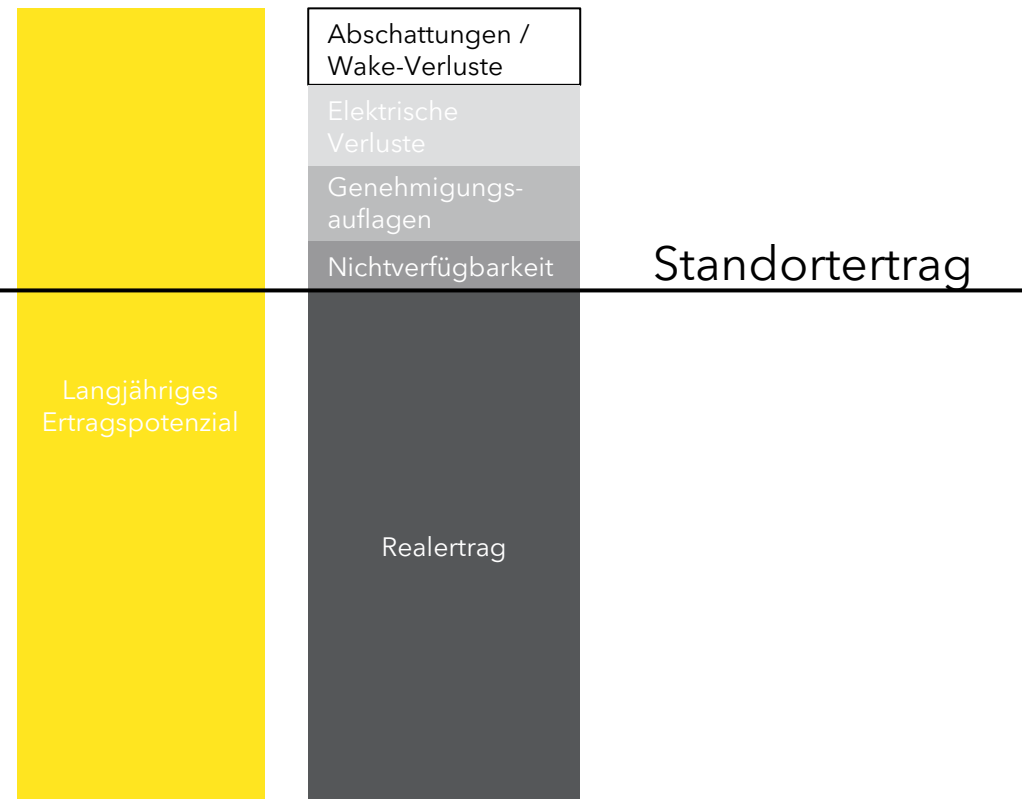 Abschattungen /
Wake-Verluste
Elektrische
Verluste
Genehmigungs-
auflagen
Nichtverfügbarkeit
Standortertrag
Langjähriges
Ertragspotenzial
Realertrag